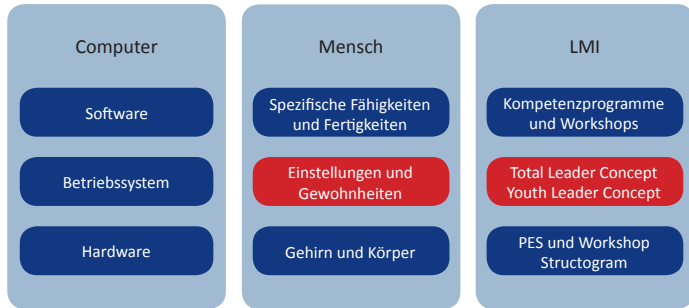 Computer
Software
Betriebssystem
Hardware
Mensch
Spezifische Fähigkeiten
und Fertigkeiten
Einstellungen und
Gewohnheiten
Gehirn und Körper
LMI
Kompetenzprogramme
und Workshops
Total Leader Concept
Youth Leader Concept
PES und Workshop
Structogram